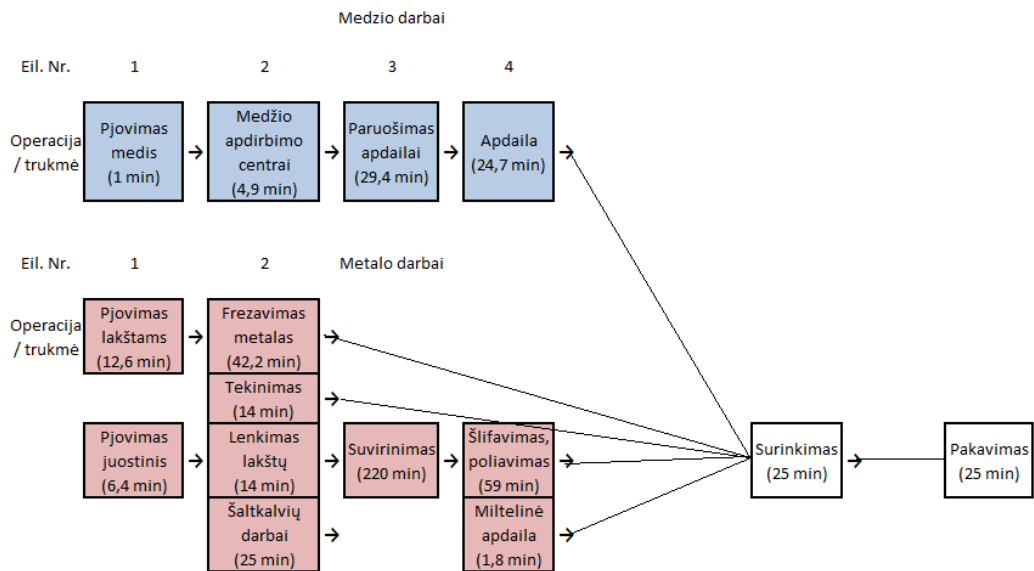 Medzio darbai
Eil. Nr. 1 2 3 4
Operacija
/ trukmė
Pjovimas
medis
(1 min)
Medžio
apdirbimo
centrai
(4,9 min)
Paruošimas
apdailai
(29,4 min)
Apdaila
(24,7 min)
Eil. Nr. 1 2 Metalo darbai
Operacija
/ trukmė
Pjovimas
lakštams
(12,6 min)
Frezavimas
metalas
(42,2 min)
Tekinimas
(14 min)
Pjovimas
juostinis
(6,4 min)
Lenkimas
lakštų
(14 min)
Suvirinimas
(220 min)
Šlifavimas,
poliavimas
(59 min)
Surinkimas
(25 min)
Pakavimas
(25 min)
Šaltkalvių
darbai
(25 min)
Miltelinė
apdaila
(1,8 min)